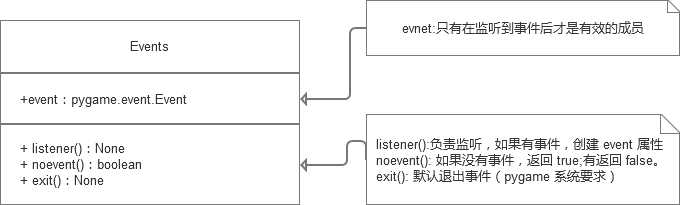 Events
evnet:只有在监听到事件后才是有效的成员
+event：pygame.event.Event
+ listener()：None
+ noevent()：boolean
+ exit()：None
listener():负责监听，如果有事件，创建 event 属性
noevent(): 如果没有事件，返回 true;有返回 false。
exit(): 默认退出事件（pygame 系统要求）